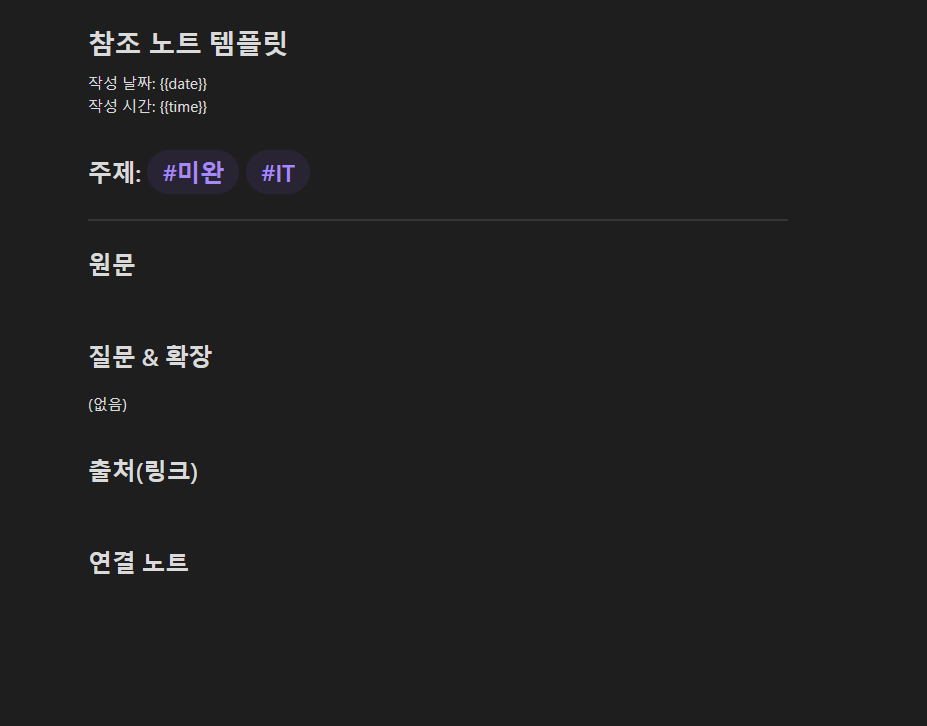 참조 노트 템플릿
작성 날짜: {{date}}
작성 시간: {{time}}
주제: #미완 #IT
원문
질문 & 확장
(없음)
출처(링크)
연결 노트